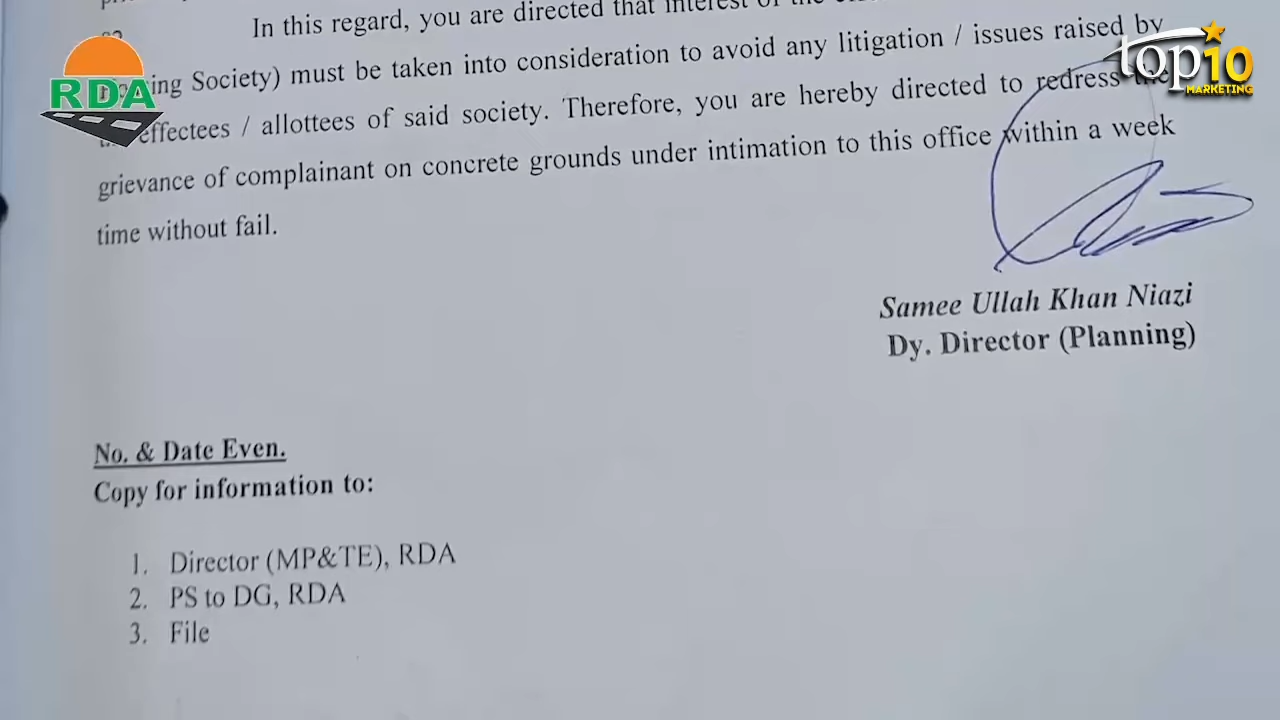 RDA
top10
MARKETING
In this regard, you are directed that interest of the
Society) must be taken into consideration to avoid any litigation / issues raised by
effectees / allottees of said society. Therefore, you are hereby directed to redress the
grievance of complainant on concrete grounds under intimation to this office within a week
time without fail.
Samee Ullah Khan Niazi
Dy. Director (Planning)
No. & Date Even.
Copy for information to:
1. Director (MP&TE), RDA
2. PS to DG, RDA
3. File